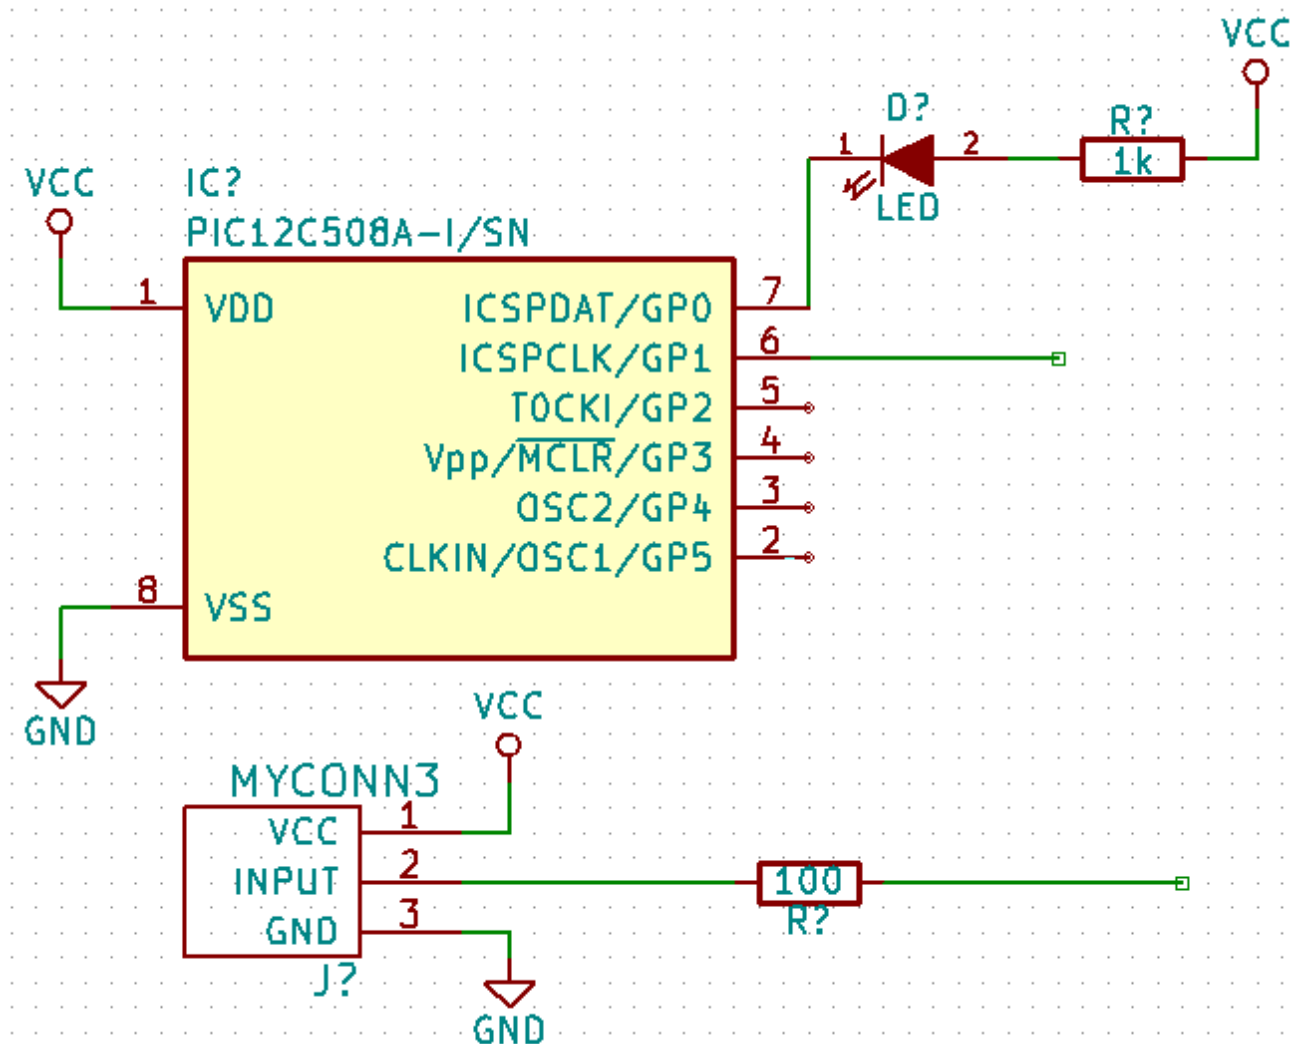 VCC
D?
R?
1
2
1k
LED
VCC
IC?
PIC12C508A-I/SN
1
VDD
ICSPDAT/GP0
7
ICSPCLK/GP1
6
T0CKI/GP2
5
Vpp/MCLR/GP3
4
OSC2/GP4
3
CLKIN/OSC1/GP5
2
8
VSS
GND
VCC
MYCONN3
VCC
1
INPUT
2
100
R?
GND
3
J?
GND